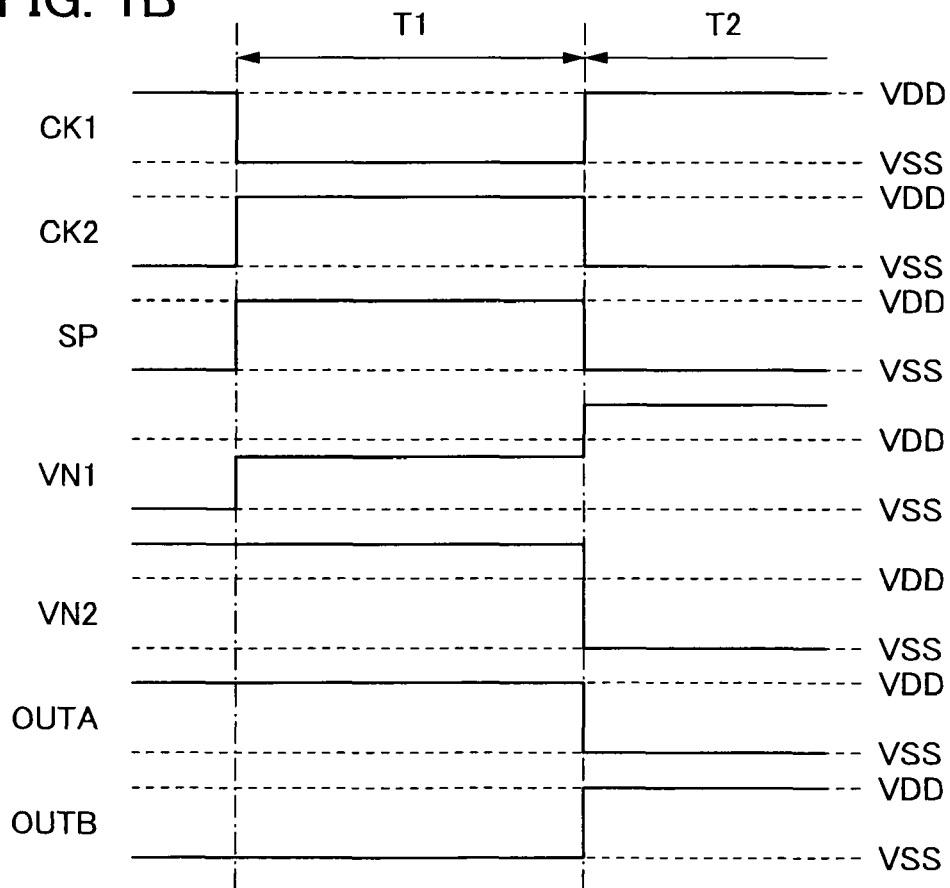 FIG. 1B
T1 T2
CK1 VDD
VSS
CK2 VDD
VSS
SP VDD
VSS
VN1 VDD
VSS
VN2 VDD
VSS
OUTA VDD
VSS
OUTB VDD
VSS